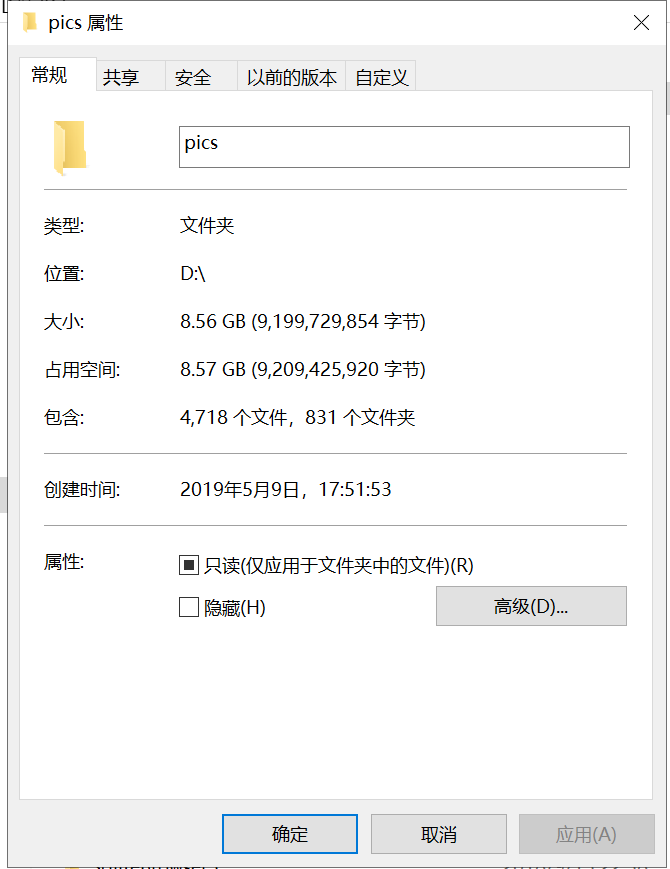 pics 属性
常规 共享 安全 以前的版本 自定义
pics
类型: 文件夹
位置: D:\
大小: 8.56 GB (9,199,729,854 字节)
占用空间: 8.57 GB (9,209,425,920 字节)
包含: 4,718 个文件，831 个文件夹
创建时间: 2019年5月9日，17:51:53
属性: 只读(仅应用于文件夹中的文件)(R)
隐藏(H) 高级(D)...
确定 取消 应用(A)